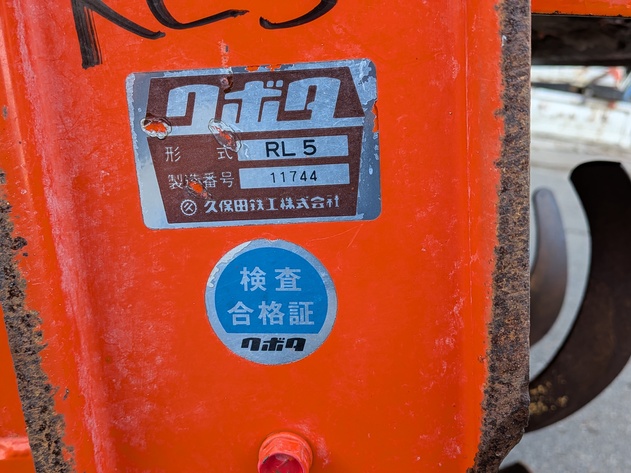 クボタ
形 式 RL5
製造番号 11744
久保田鉄工株式会社
検査
合格証
クボタ